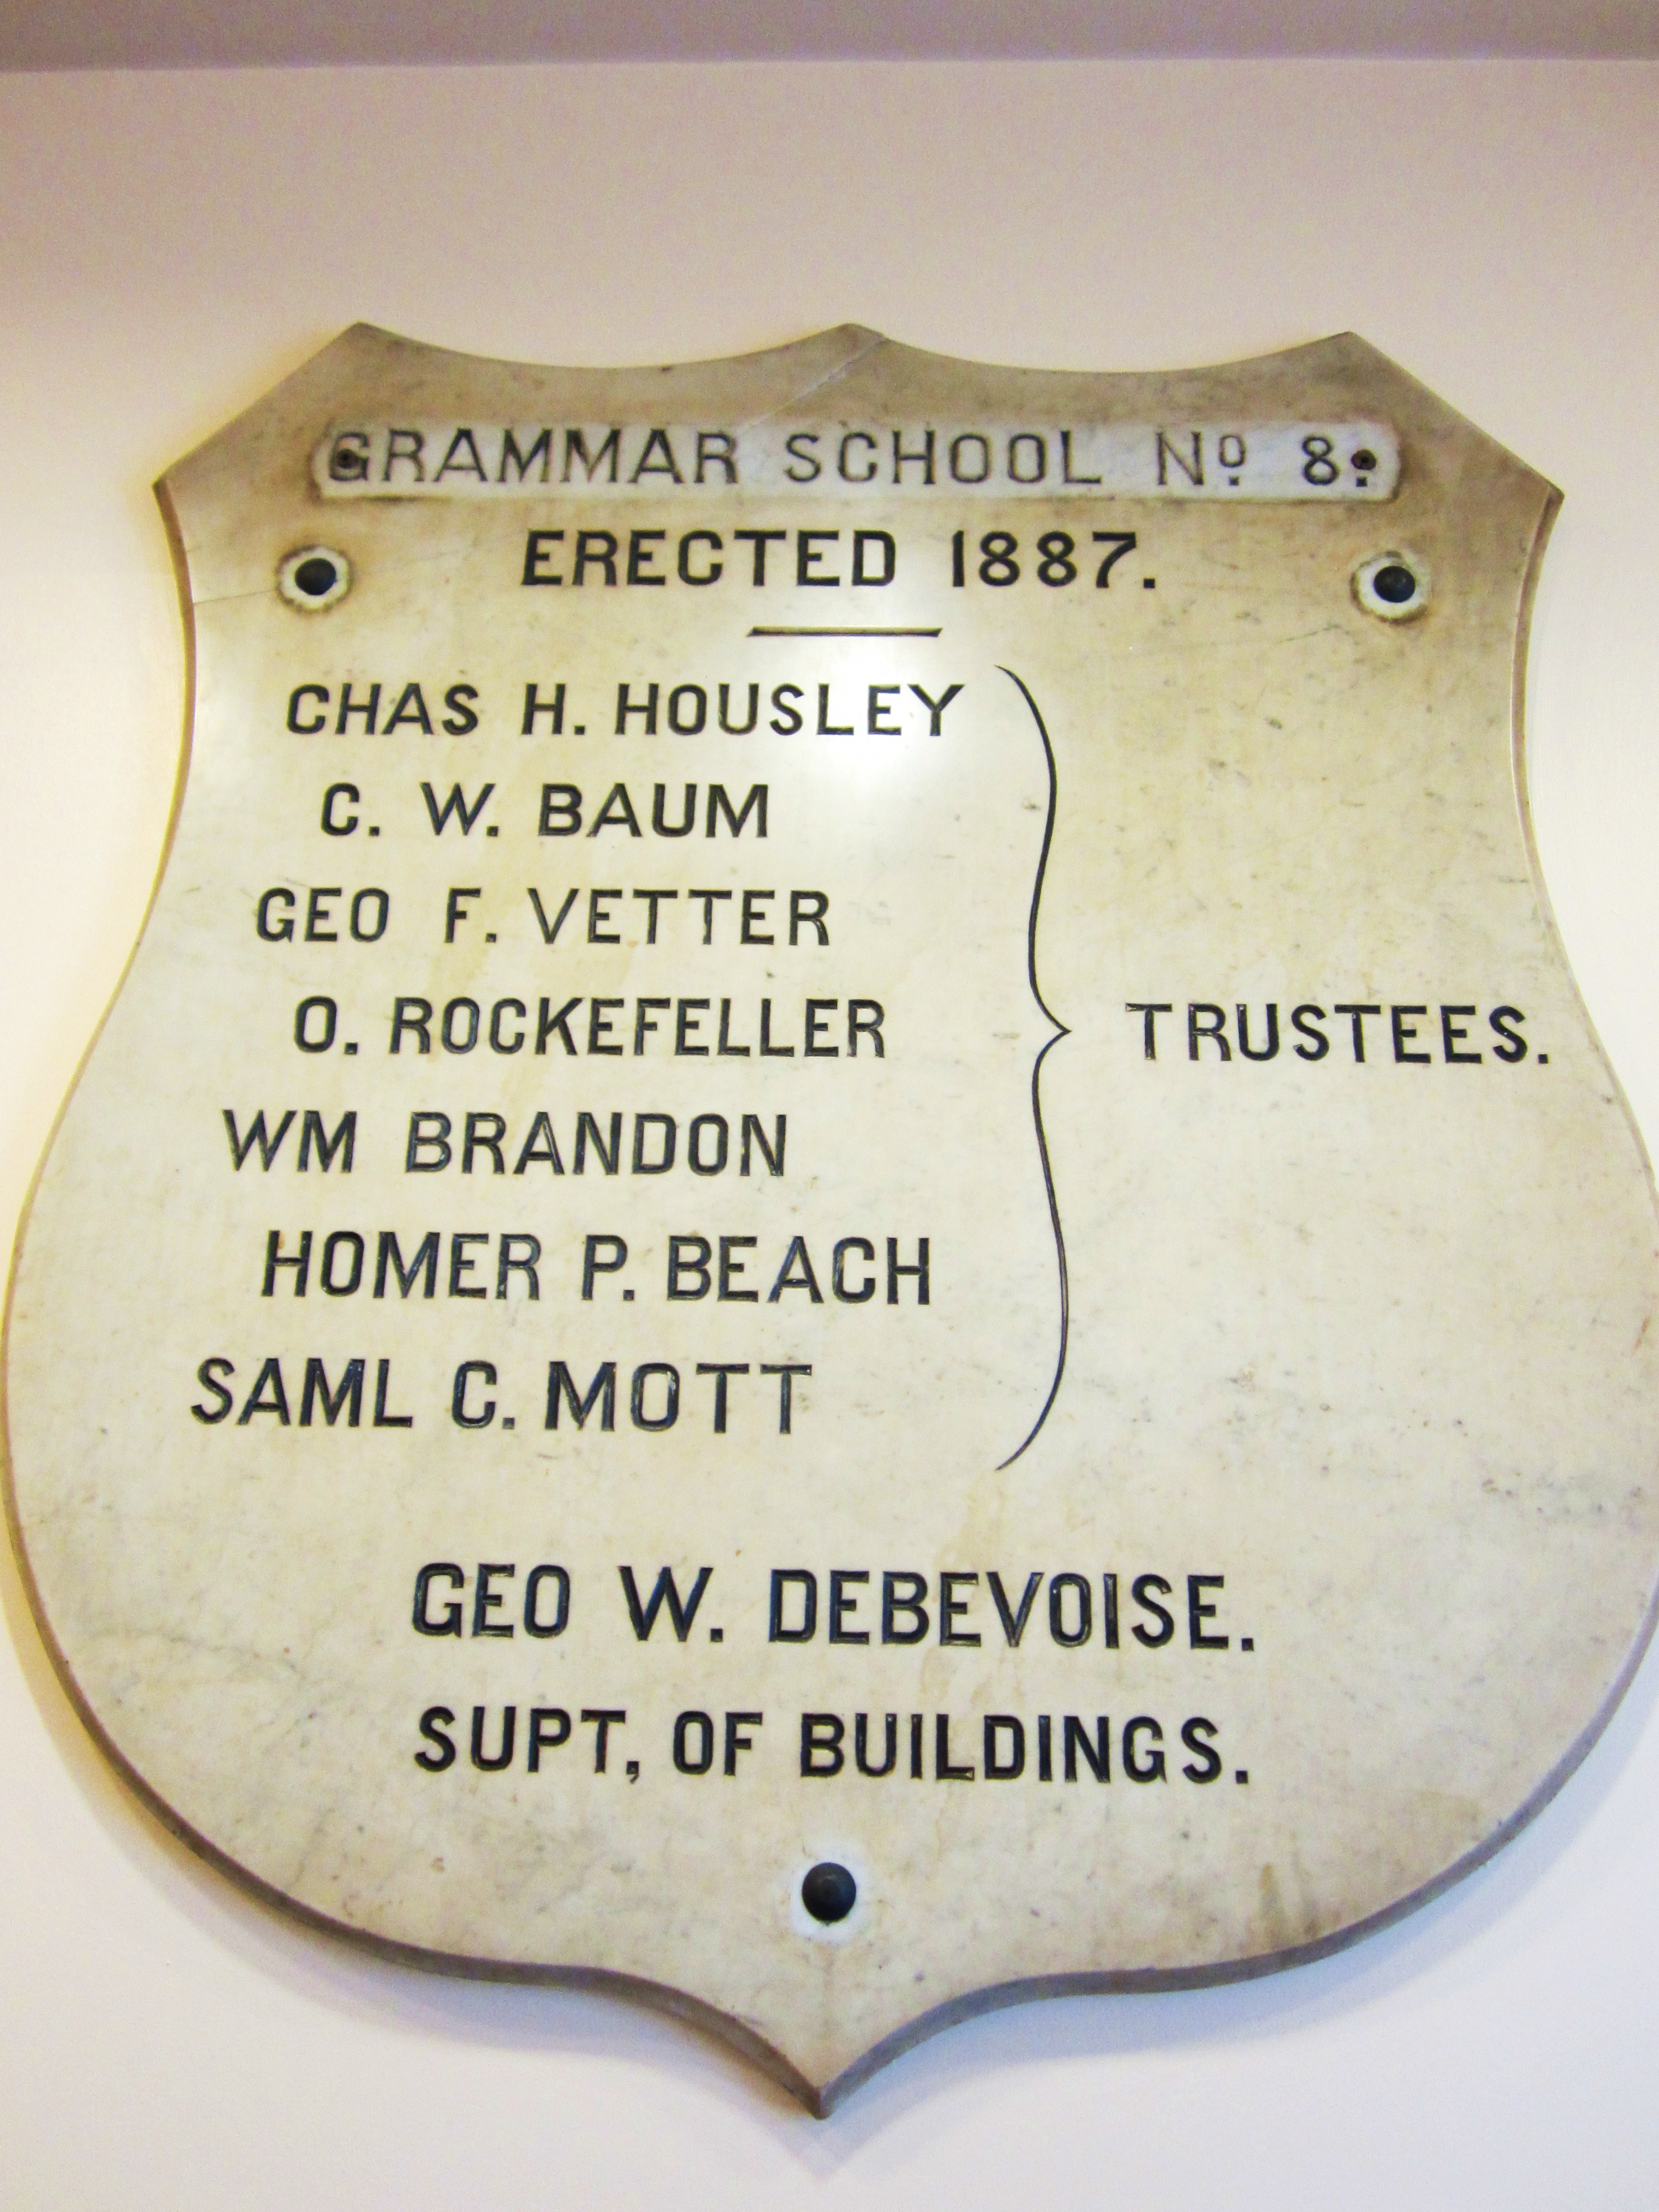 GRAMMAR SCHOOL Nº 8.
ERECTED 1887.
CHAS H. HOUSLEY
C. W. BAUM
GEO F. VETTER
O. ROCKEFELLER
TRUSTEES.
WM BRANDON
HOMER P. BEACH
SAML C. MOTT
GEO W. DEBEVOISE.
SUPT, OF BUILDINGS.